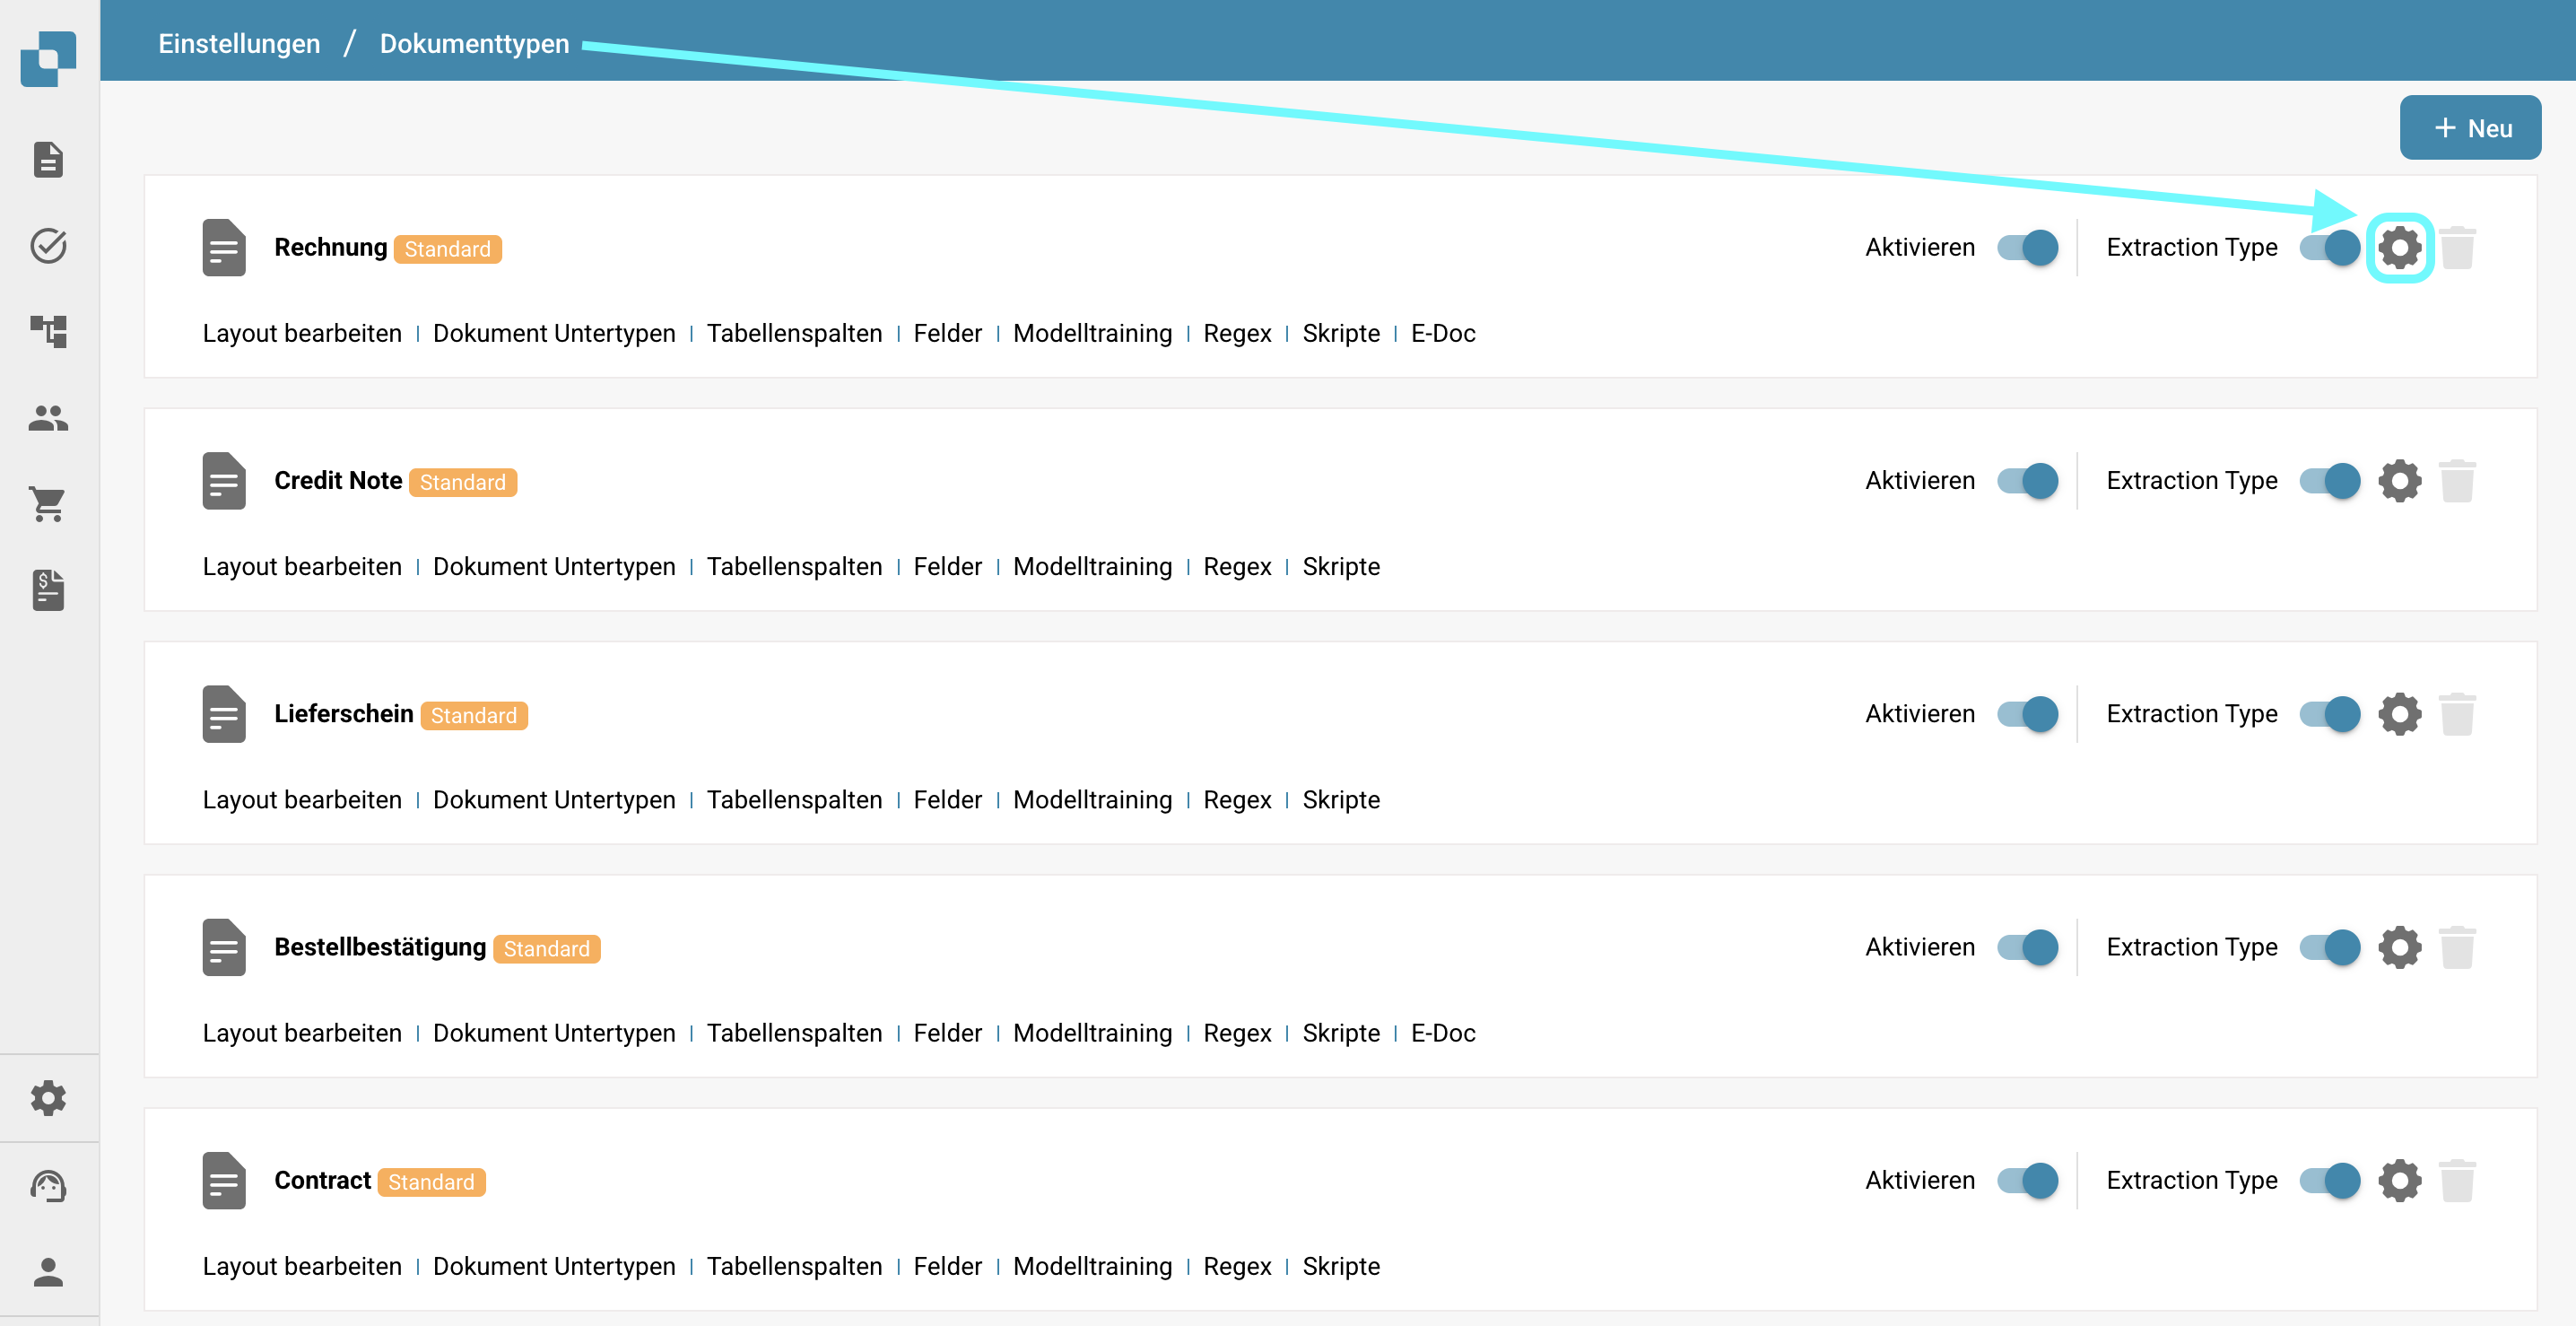 Einstellungen / Dokumenttypen
+ Neu
Rechnung Standard Aktivieren Extraction Type
Layout bearbeiten | Dokument Untertypen | Tabellenspalten | Felder | Modelltraining | Regex | Skripte | E-Doc
Credit Note Standard Aktivieren Extraction Type
Layout bearbeiten | Dokument Untertypen | Tabellenspalten | Felder | Modelltraining | Regex | Skripte
Lieferschein Standard Aktivieren Extraction Type
Layout bearbeiten | Dokument Untertypen | Tabellenspalten | Felder | Modelltraining | Regex | Skripte
Bestellbestätigung Standard Aktivieren Extraction Type
Layout bearbeiten | Dokument Untertypen | Tabellenspalten | Felder | Modelltraining | Regex | Skripte | E-Doc
Contract Standard Aktivieren Extraction Type
Layout bearbeiten | Dokument Untertypen | Tabellenspalten | Felder | Modelltraining | Regex | Skripte